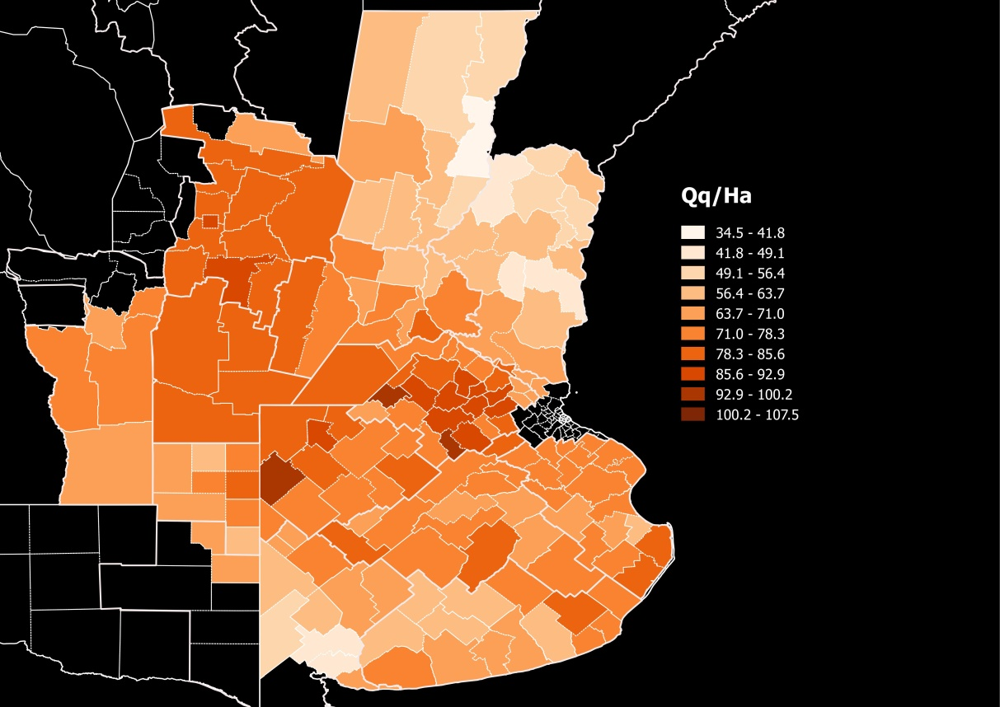 Qq/Ha
34.5 - 41.8
41.8 - 49.1
49.1 - 56.4
56.4 - 63.7
63.7 - 71.0
71.0 - 78.3
78.3 - 85.6
85.6 - 92.9
92.9 - 100.2
100.2 - 107.5